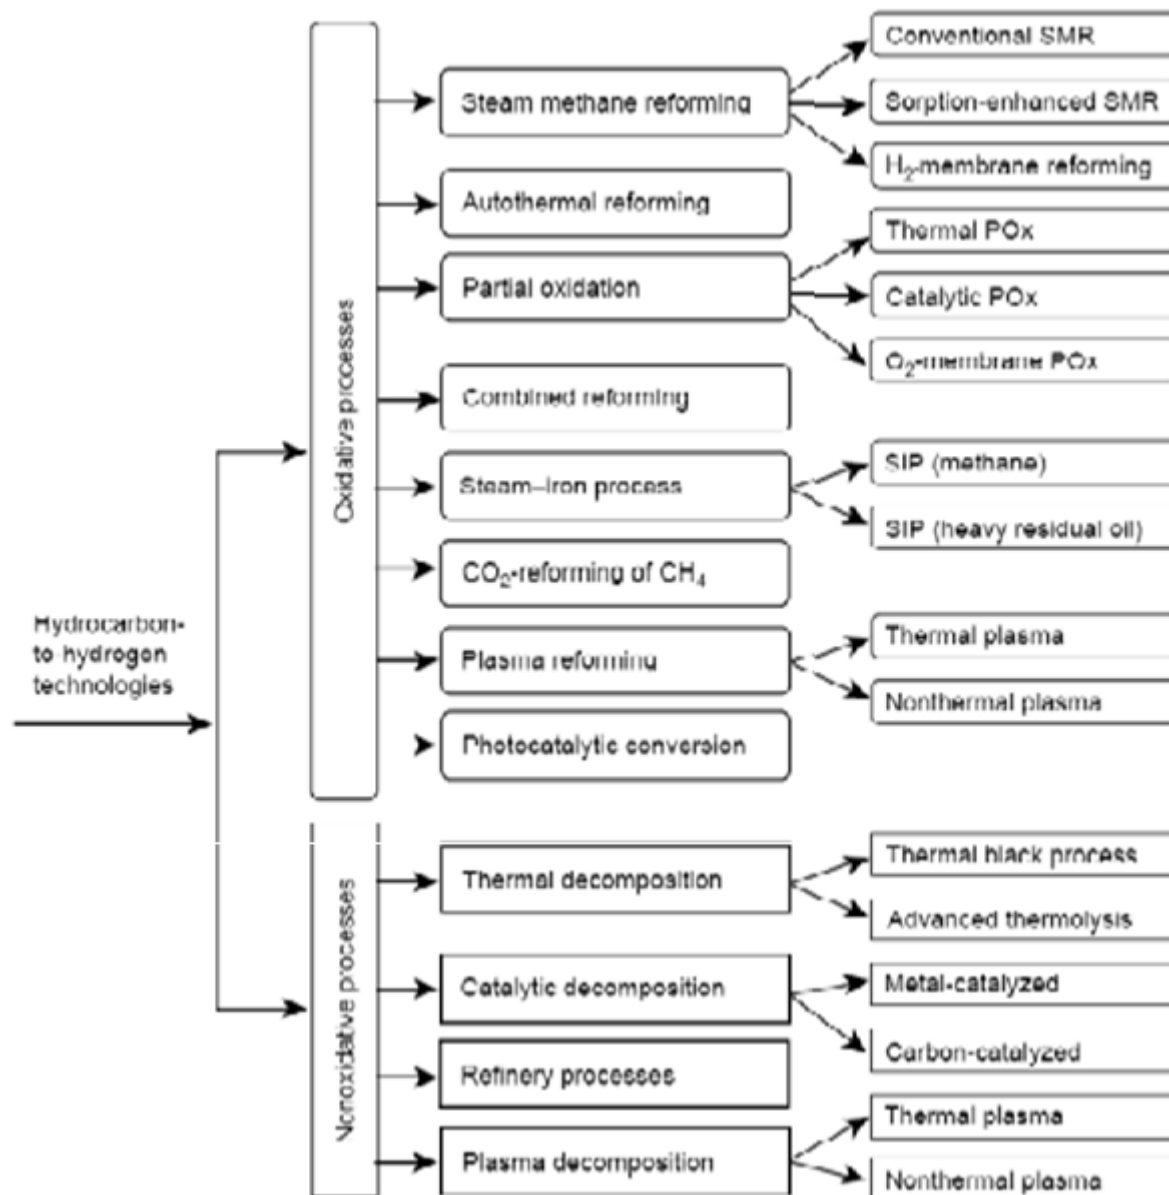 Hydrocarbon-
to-hydrogen
technologies
Oxidative processes
Steam methane reforming
Conventional SMR
Sorption-enhanced SMR
H₂-membrane reforming
Autothermal reforming
Partial oxidation
Thermal POx
Catalytic POx
O₂-membrane POx
Combined reforming
Steam–Iron process
SIP (methane)
SIP (heavy residual oil)
CO₂-reforming of CH₄
Plasma reforming
Thermal plasma
Nonthermal plasma
Photocatalytic conversion
Nonoxidative processes
Thermal decomposition
Thermal black process
Advanced thermolysis
Catalytic decomposition
Metal-catalyzed
Carbon-catalyzed
Refinery processes
Plasma decomposition
Thermal plasma
Nonthermal plasma